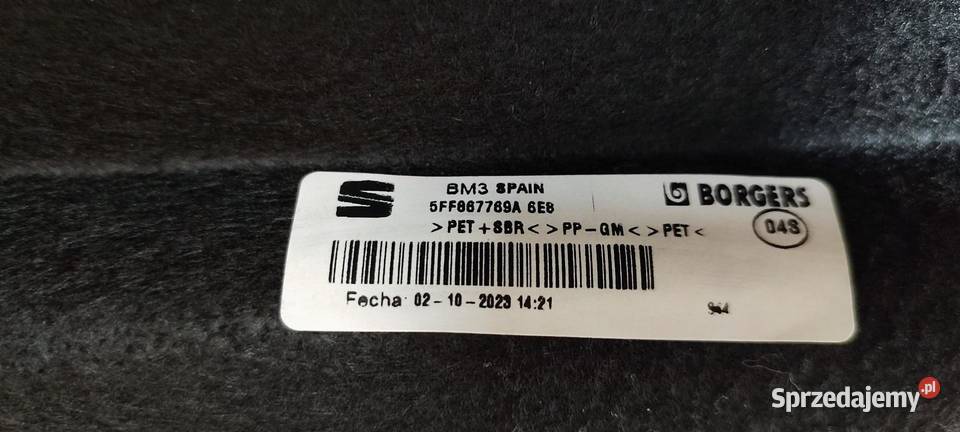 BM3 SPAIN
BORGERS
5FF867769A 6E8
>PET+SBR< >PP-GM< >PET<
04S
Fecha: 02-10-2023 14:21
Sprzedajemy.pl